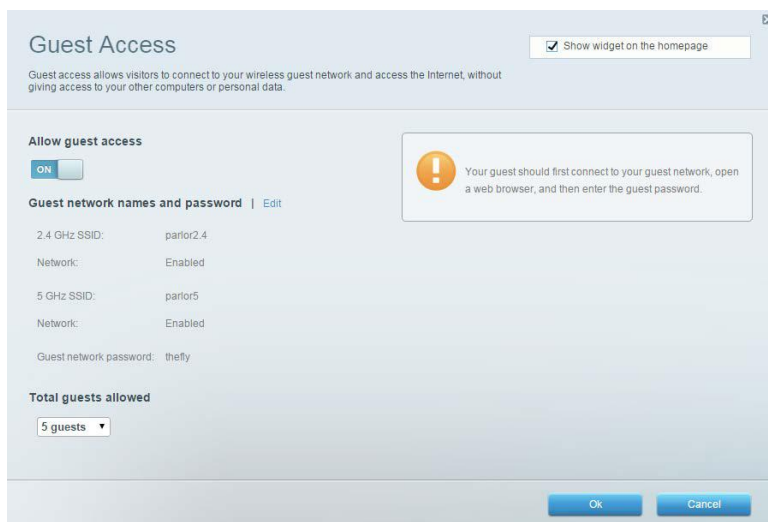 Guest Access
Show widget on the homepage
Guest access allows visitors to connect to your wireless guest network and access the Internet, without
giving access to your other computers or personal data.
Allow guest access
ON
Your guest should first connect to your guest network, open
a web browser, and then enter the guest password.
Guest network names and password | Edit
2.4 GHz SSID: parlor2.4
Network: Enabled
5 GHz SSID: parlor5
Network: Enabled
Guest network password: thefly
Total guests allowed
5 guests
Ok
Cancel